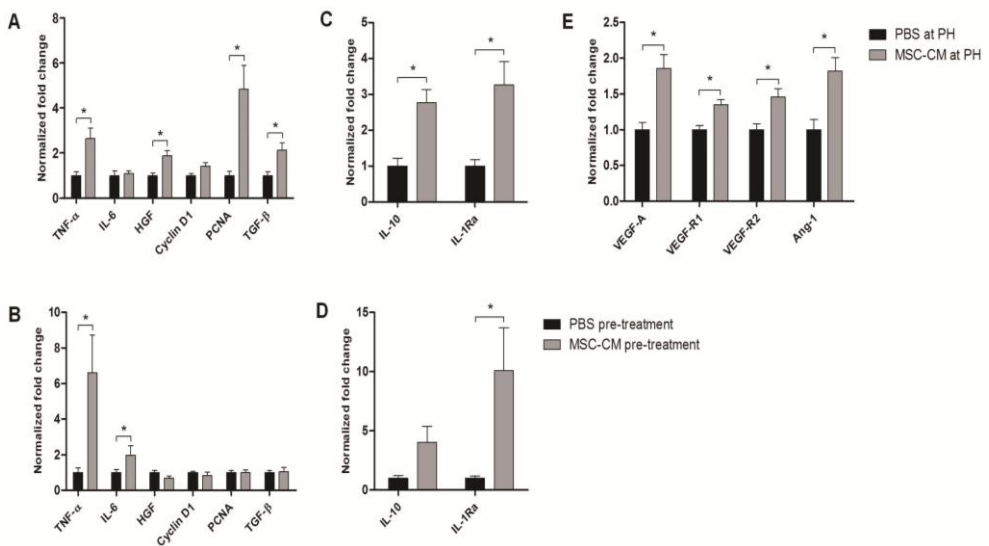 A
Normalized fold change
8
6
4
2
0
* * * *
TNF-α IL-6 HGF Cyclin D1 PCNA TGF-β
C
Normalized fold change
5
4
3
2
1
0
* *
IL-10 IL-1Ra
E
Normalized fold change
2.5
2.0
1.5
1.0
0.5
0.0
* * * *
VEGF-A VEGF-R1 VEGF-R2 Ang-1
PBS at PH
MSC-CM at PH
B
Normalized fold change
10
8
6
4
2
0
* *
TNF-α IL-6 HGF Cyclin D1 PCNA TGF-β
D
Normalized fold change
15
10
5
0
*
IL-10 IL-1Ra
PBS pre-treatment
MSC-CM pre-treatment